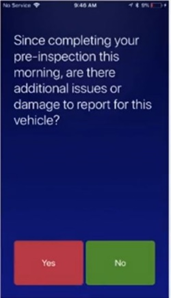 No Service 9:46 AM 9%
Since completing your
pre-inspection this
morning, are there
additional issues or
damage to report for this
vehicle?
Yes No